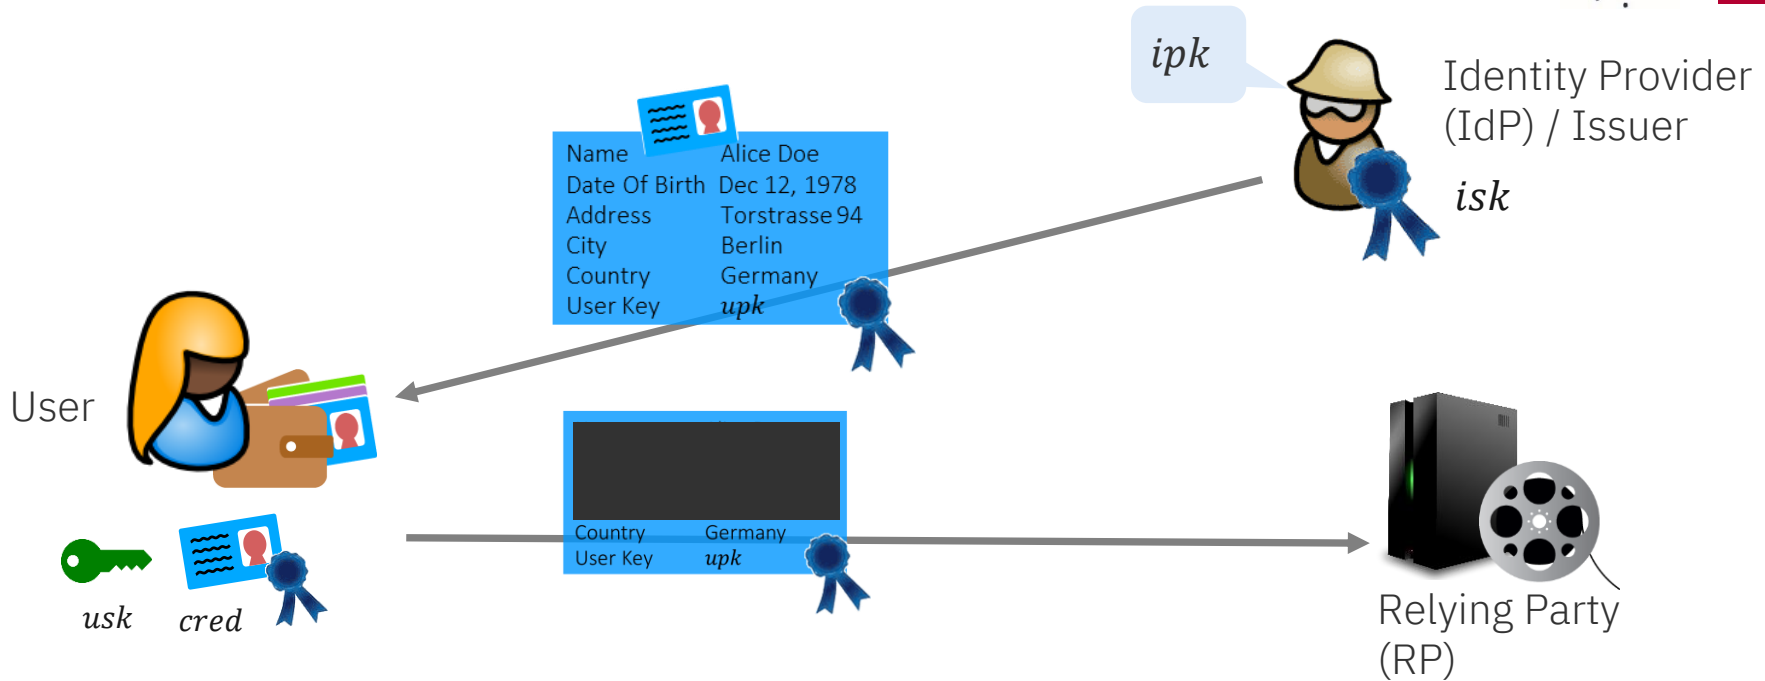 ipk
Identity Provider
(IdP) / Issuer
isk
Name Alice Doe
Date Of Birth Dec 12, 1978
Address Torstrasse 94
City Berlin
Country Germany
User Key upk
User
Country Germany
User Key upk
usk cred
Relying Party
(RP)